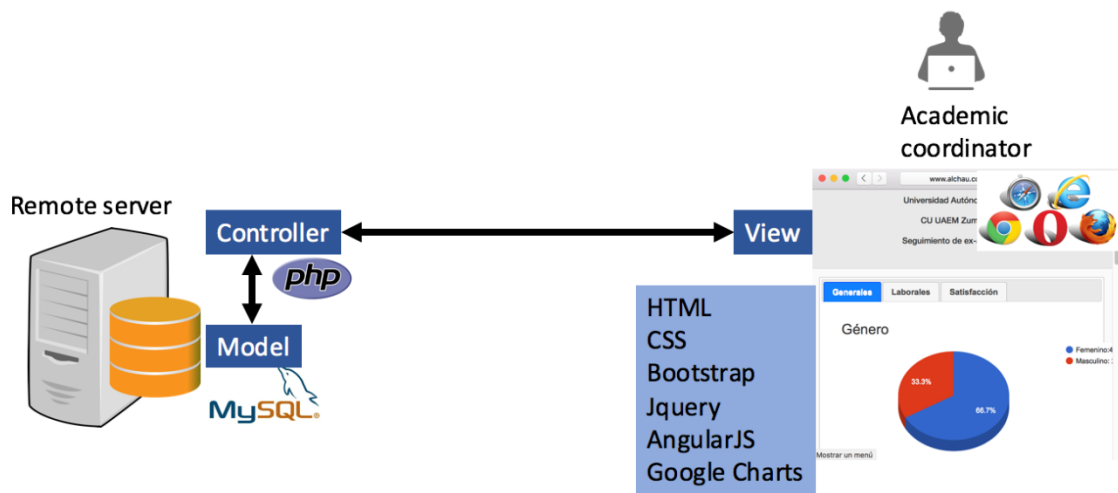 Academic
coordinator
Remote server
Controller
php
Model
MySQL®
View
HTML
CSS
Bootstrap
Jquery
AngularJS
Google Charts
www.alchau.c
Universidad Autón
CU UAEM Zum
Seguimiento de ex-
Generales Laborales Satisfacción
Género
Femenino:4
Masculino:
33.3%
66.7%
Mostrar un menú